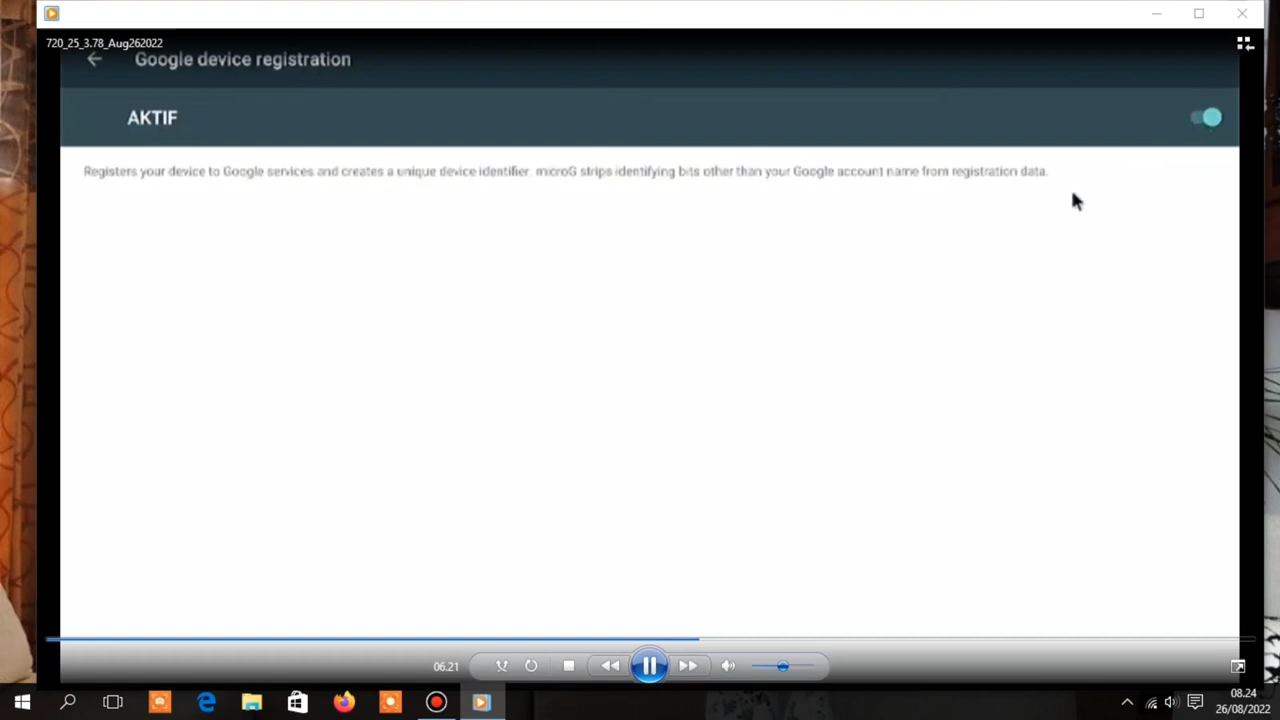 720_25_3.78_Aug262022
Google device registration
AKTIF
Registers your device to Google services and creates a unique device identifier. microG strips identifying bits other than your Google account name from registration data.
06.21
08.24
26/08/2022